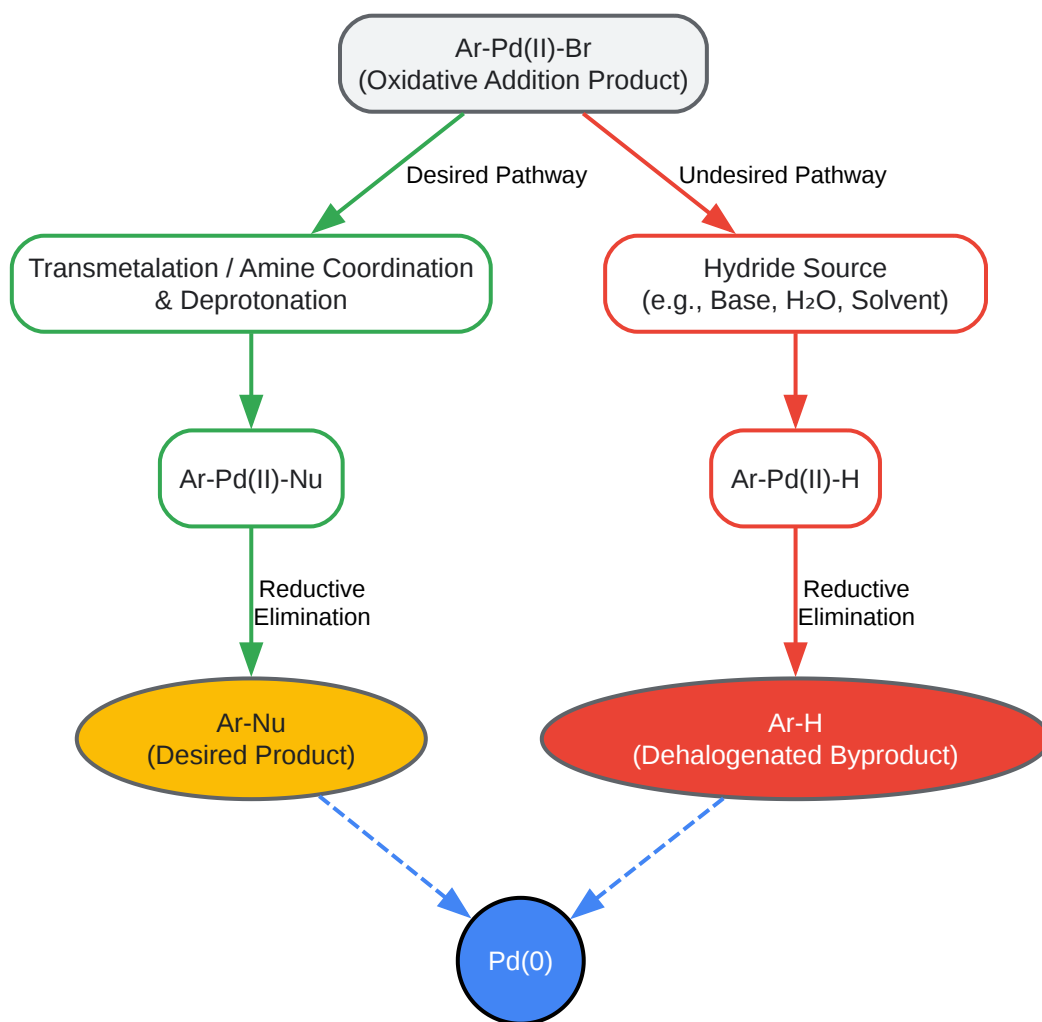 Ar-Pd(II)-Br
(Oxidative Addition Product)
Desired Pathway
Undesired Pathway
Transmetalation / Amine Coordination
& Deprotonation
Hydride Source
(e.g., Base, H₂O, Solvent)
Ar-Pd(II)-Nu
Ar-Pd(II)-H
Reductive
Elimination
Reductive
Elimination
Ar-Nu
(Desired Product)
Ar-H
(Dehalogenated Byproduct)
Pd(0)